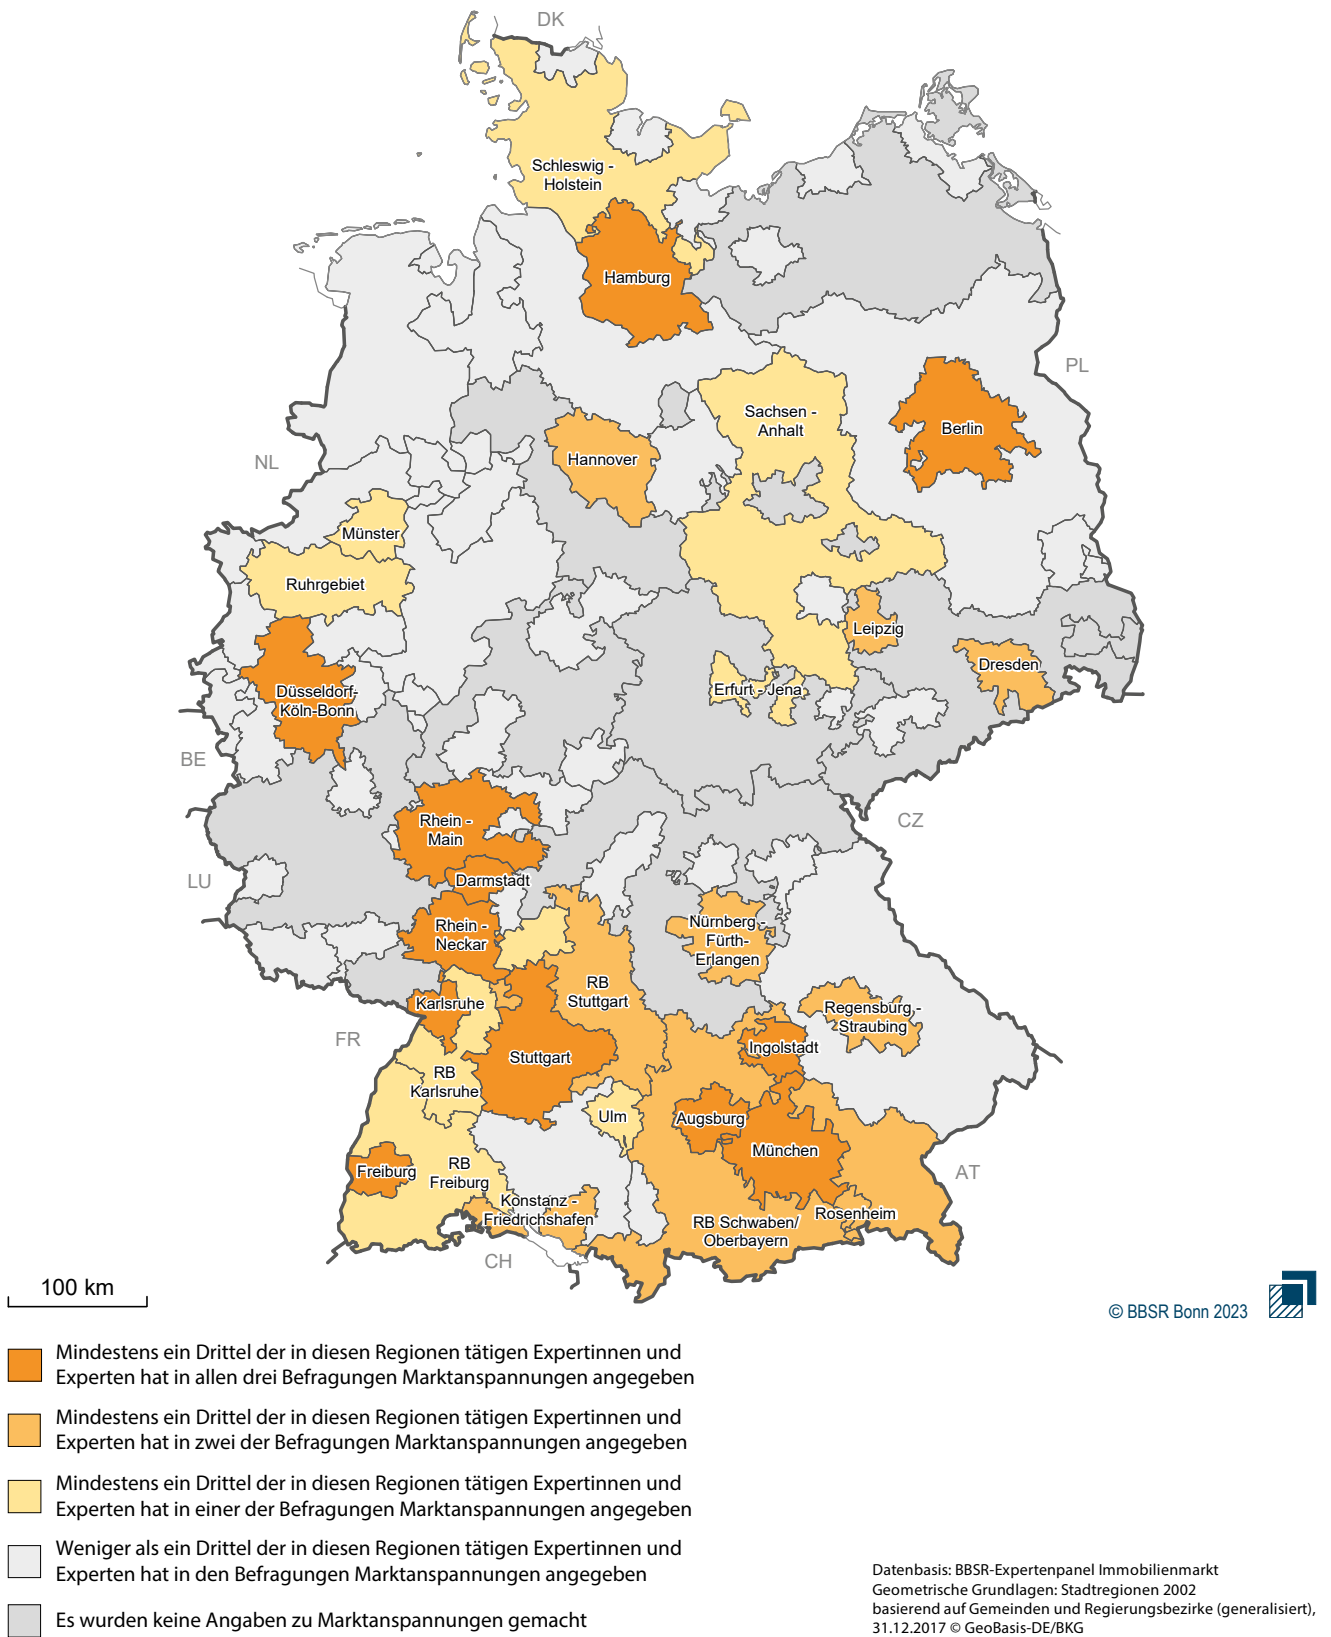 DK
Schleswig -
Holstein
Hamburg
PL
Sachsen -
Anhalt
Berlin
Hannover
NL
Münster
Ruhrgebiet
Leipzig
Dresden
Erfurt - Jena
Düsseldorf-
Köln-Bonn
BE
Rhein -
Main
CZ
LU
Darmstadt
Rhein -
Neckar
Nürnberg -
Fürth-
Erlangen
RB
Stuttgart
Karlsruhe
Regensburg -
Straubing
FR
Stuttgart
Ingolstadt
RB
Karlsruhe
Ulm
Augsburg
München
Freiburg
RB
Freiburg
AT
Konstanz -
Friedrichshafen
RB Schwaben/
Oberbayern
Rosenheim
CH
100 km
© BBSR Bonn 2023
Mindestens ein Drittel der in diesen Regionen tätigen Expertinnen und
Experten hat in allen drei Befragungen Marktanspannungen angegeben
Mindestens ein Drittel der in diesen Regionen tätigen Expertinnen und
Experten hat in zwei der Befragungen Marktanspannungen angegeben
Mindestens ein Drittel der in diesen Regionen tätigen Expertinnen und
Experten hat in einer der Befragungen Marktanspannungen angegeben
Weniger als ein Drittel der in diesen Regionen tätigen Expertinnen und
Experten hat in den Befragungen Marktanspannungen angegeben
Es wurden keine Angaben zu Marktanspannungen gemacht
Datenbasis: BBSR-Expertenpanel Immobilienmarkt
Geometrische Grundlagen: Stadtregionen 2002
basierend auf Gemeinden und Regierungsbezirke (generalisiert),
31.12.2017 © GeoBasis-DE/BKG